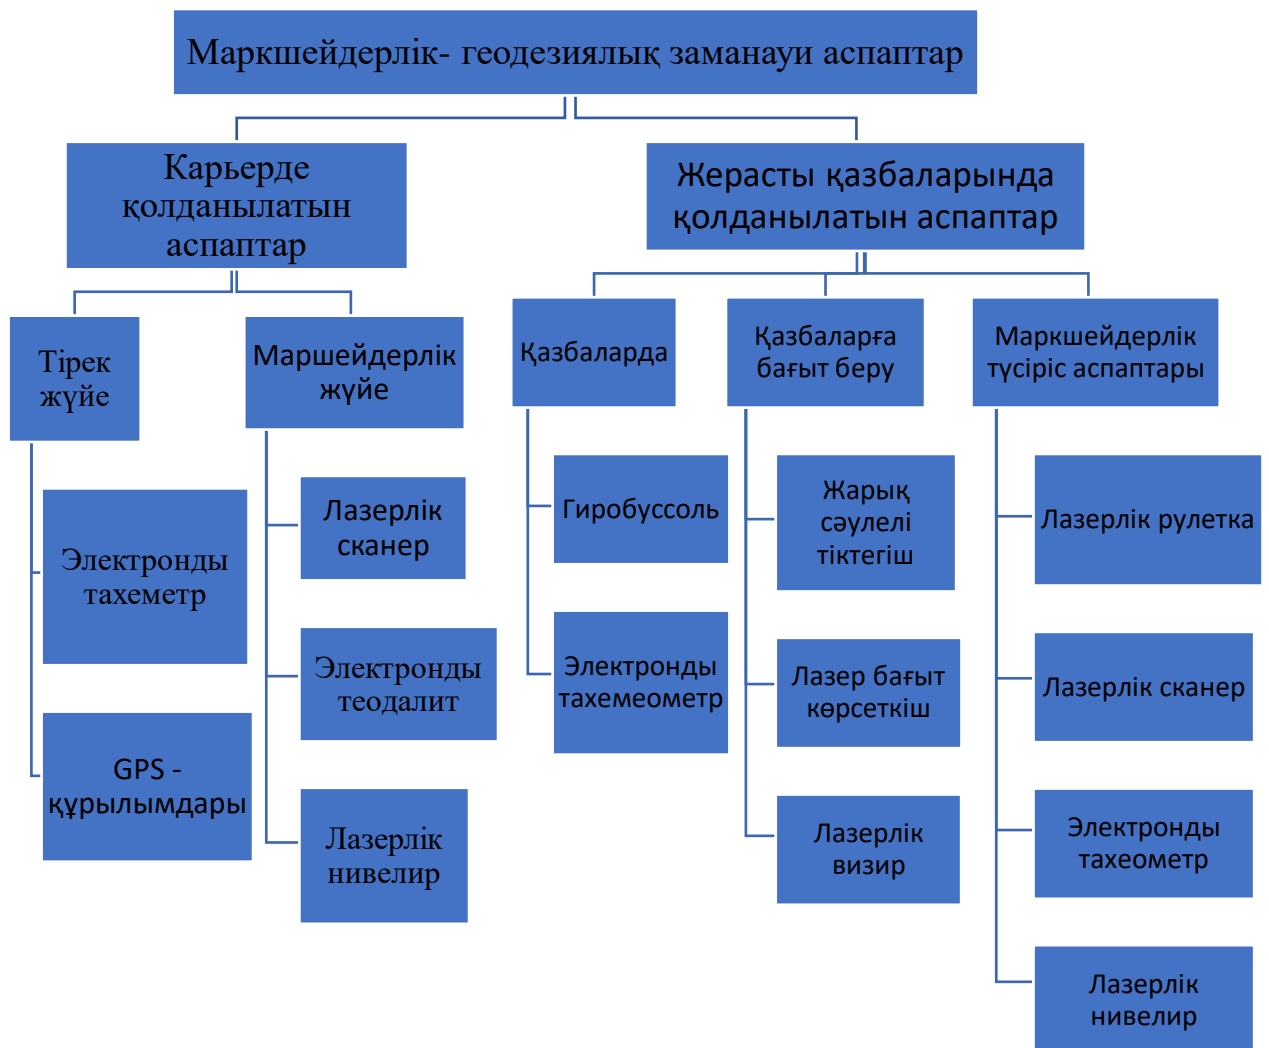 Маркшейдерлік- геодезиялық заманауи аспаптар
Карьерде
қолданылатын
аспаптар
Жерасты қазбаларында
қолданылатын аспаптар
Тірек
жүйе
Маршейдерлік
жүйе
Қазбаларда
Қазбаларға
бағыт беру
Маркшейдерлік
түсіріс аспаптары
Электронды
тахеметр
GPS -
құрылымдары
Лазерлік
сканер
Электронды
теодалит
Лазерлік
нивелир
Гиробуссоль
Электронды
тахемеометр
Жарық
сәулелі
тіктегіш
Лазер бағыт
көрсеткіш
Лазерлік
визир
Лазерлік рулетка
Лазерлік сканер
Электронды
тахеометр
Лазерлік
нивелир